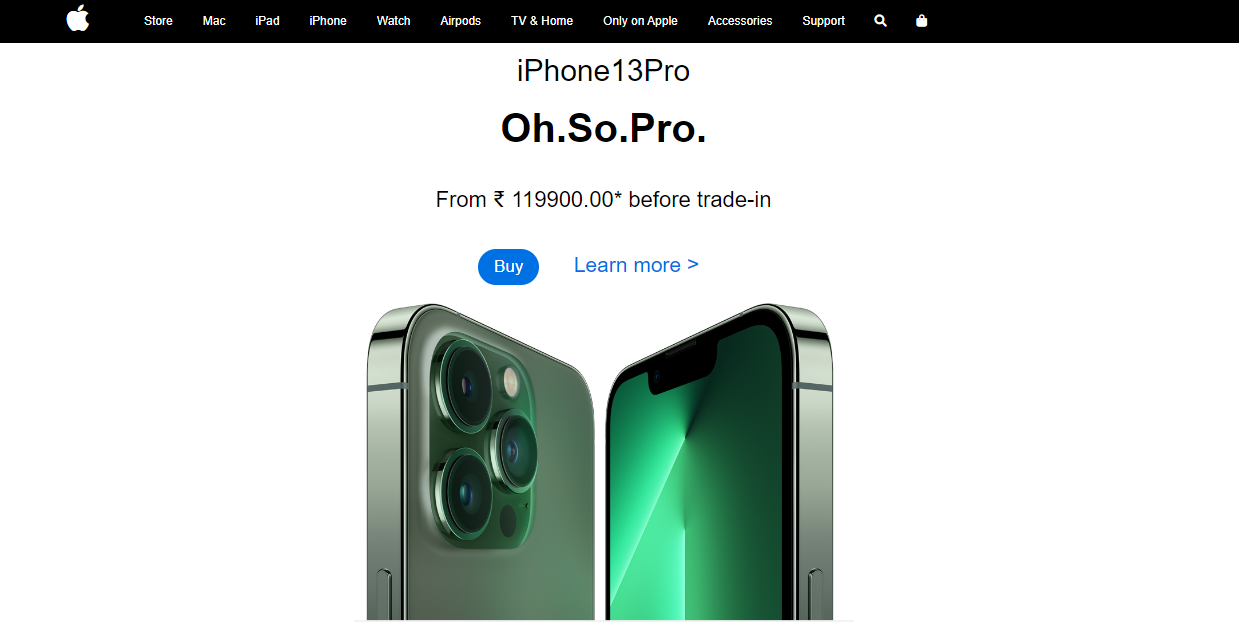 Store Mac iPad iPhone Watch Airpods TV & Home Only on Apple Accessories Support
iPhone13Pro
Oh.So.Pro.
From ₹ 119900.00* before trade-in
Buy Learn more >